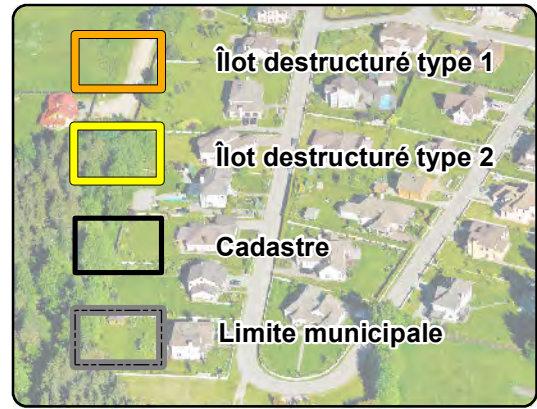 Îlot destructuré type 1
Îlot destructuré type 2
Cadastre
Limite municipale